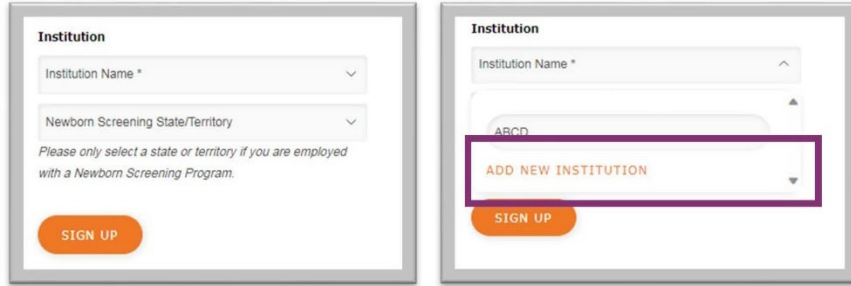 Institution
Institution Name *
Newborn Screening State/Territory
Please only select a state or territory if you are employed
with a Newborn Screening Program.
SIGN UP
Institution
Institution Name *
ABCD
ADD NEW INSTITUTION
SIGN UP